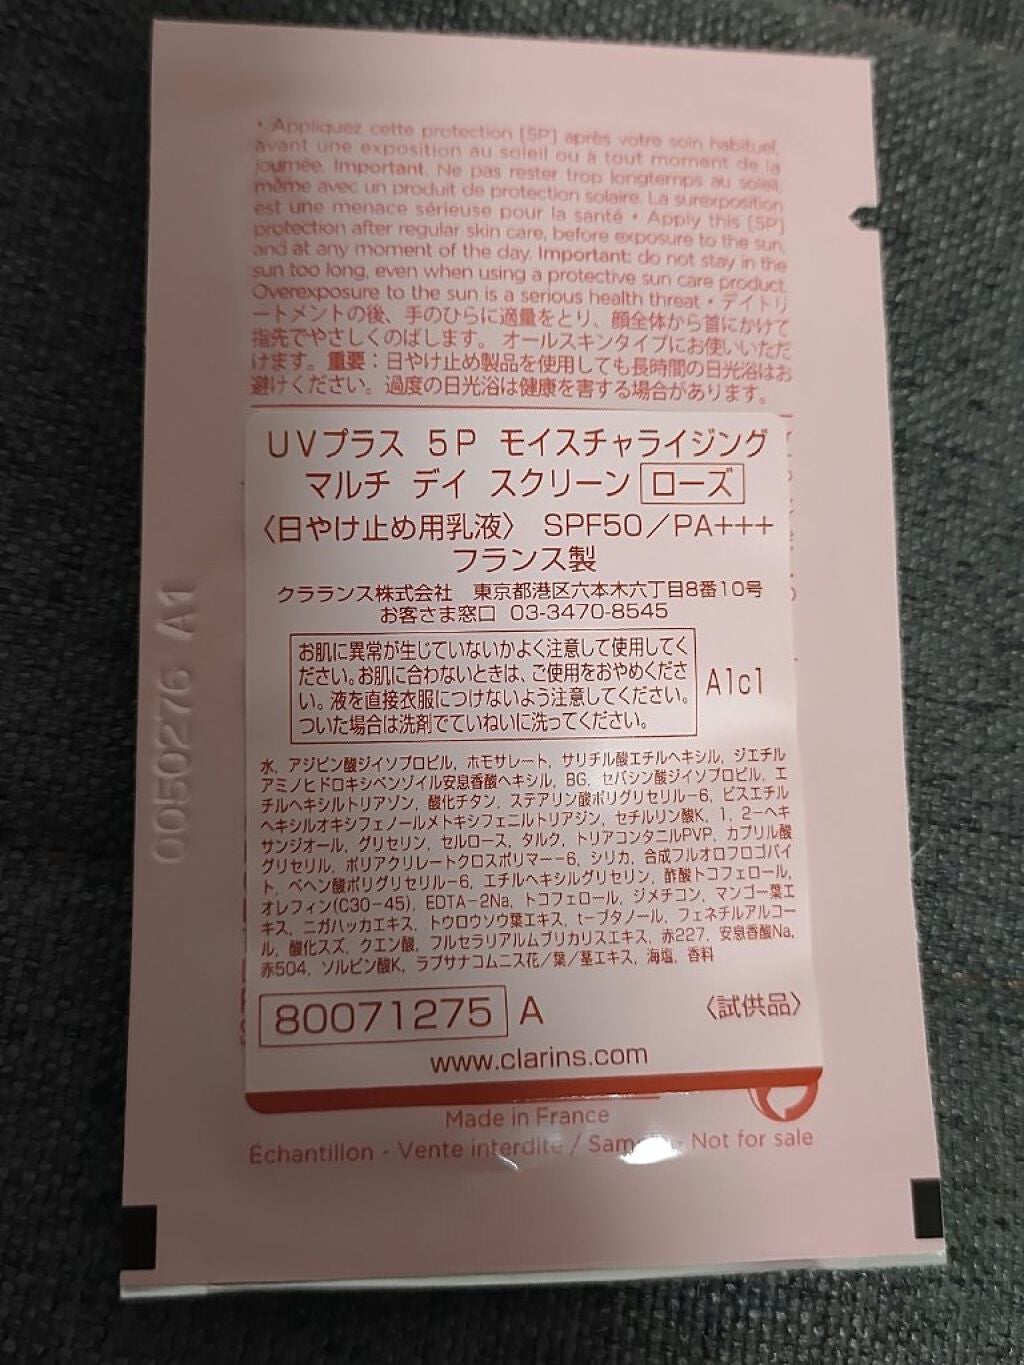 • Appliquez cette protection [5P] après votre soin habituel,
avant une exposition au soleil ou à tout moment de la
journée. Important. Ne pas rester trop longtemps au soleil,
même avec un produit de protection solaire. La surexposition
est une menace sérieuse pour la santé • Apply this [5P]
protection after regular skin care, before exposure to the sun,
and at any moment of the day. Important: do not stay in the
sun too long, even when using a protective sun care product.
Overexposure to the sun is a serious health threat • デイトリ
ートメントの後、手のひらに適量をとり、顔全体から首にかけて
指先でやさしくのばします。 オールスキンタイプにお使いいただ
けます。重要：日やけ止め製品を使用しても長時間の日光浴はお
避けください。過度の日光浴は健康を害する場合があります。
UVプラス 5P モイスチャライジング
マルチ デイ スクリーン ローズ
〈日やけ止め用乳液〉 SPF50／PA+++
フランス製
クラランス株式会社 東京都港区六本木六丁目8番10号
お客さま窓口 03-3470-8545
お肌に異常が生じていないかよく注意して使用してく
ださい。お肌に合わないときは、ご使用をおやめくださ
い。液を直接衣服につけないよう注意してください。
ついた場合は洗剤でていねいに洗ってください。
A1c1
水, アジピン酸ジイソプロピル, ホモサレート, サリチル酸エチルヘキシル, ジエチル
アミノヒドロキシベンゾイル安息香酸ヘキシル, BG, セバシン酸ジイソプロピル, エ
チルヘキシルトリアゾン, 酸化チタン, ステアリン酸ポリグリセリル-6, ビスエチル
ヘキシルオキシフェノールメトキシフェニルトリアジン, セチルリン酸K, 1, 2-ヘキ
サンジオール, グリセリン, セルロース, タルク, トリアコンタニルPVP, カプリル酸
グリセリル, ポリアクリレートクロスポリマー-6, シリカ, 合成フルオロフロゴパイ
ト, ベヘン酸ポリグリセリル-6, エチルヘキシルグリセリン, 酢酸トコフェロール,
オレフィン(C30-45), EDTA-2Na, トコフェロール, ジメチコン, マンゴー葉エ
キス, ニガハッカエキス, トウロウソウ葉エキス, t-ブタノール, フェネチルアルコー
ル, 酸化スズ, クエン酸, フルセラリアルムブリカリスエキス, 赤227, 安息香酸Na,
赤504, ソルビン酸K, ラプサナコムニス花／葉／茎エキス, 海塩, 香料
80071275 A 〈試供品〉
www.clarins.com
Made in France
Échantillon - Vente interdite / - Not for sale
0050276 A1